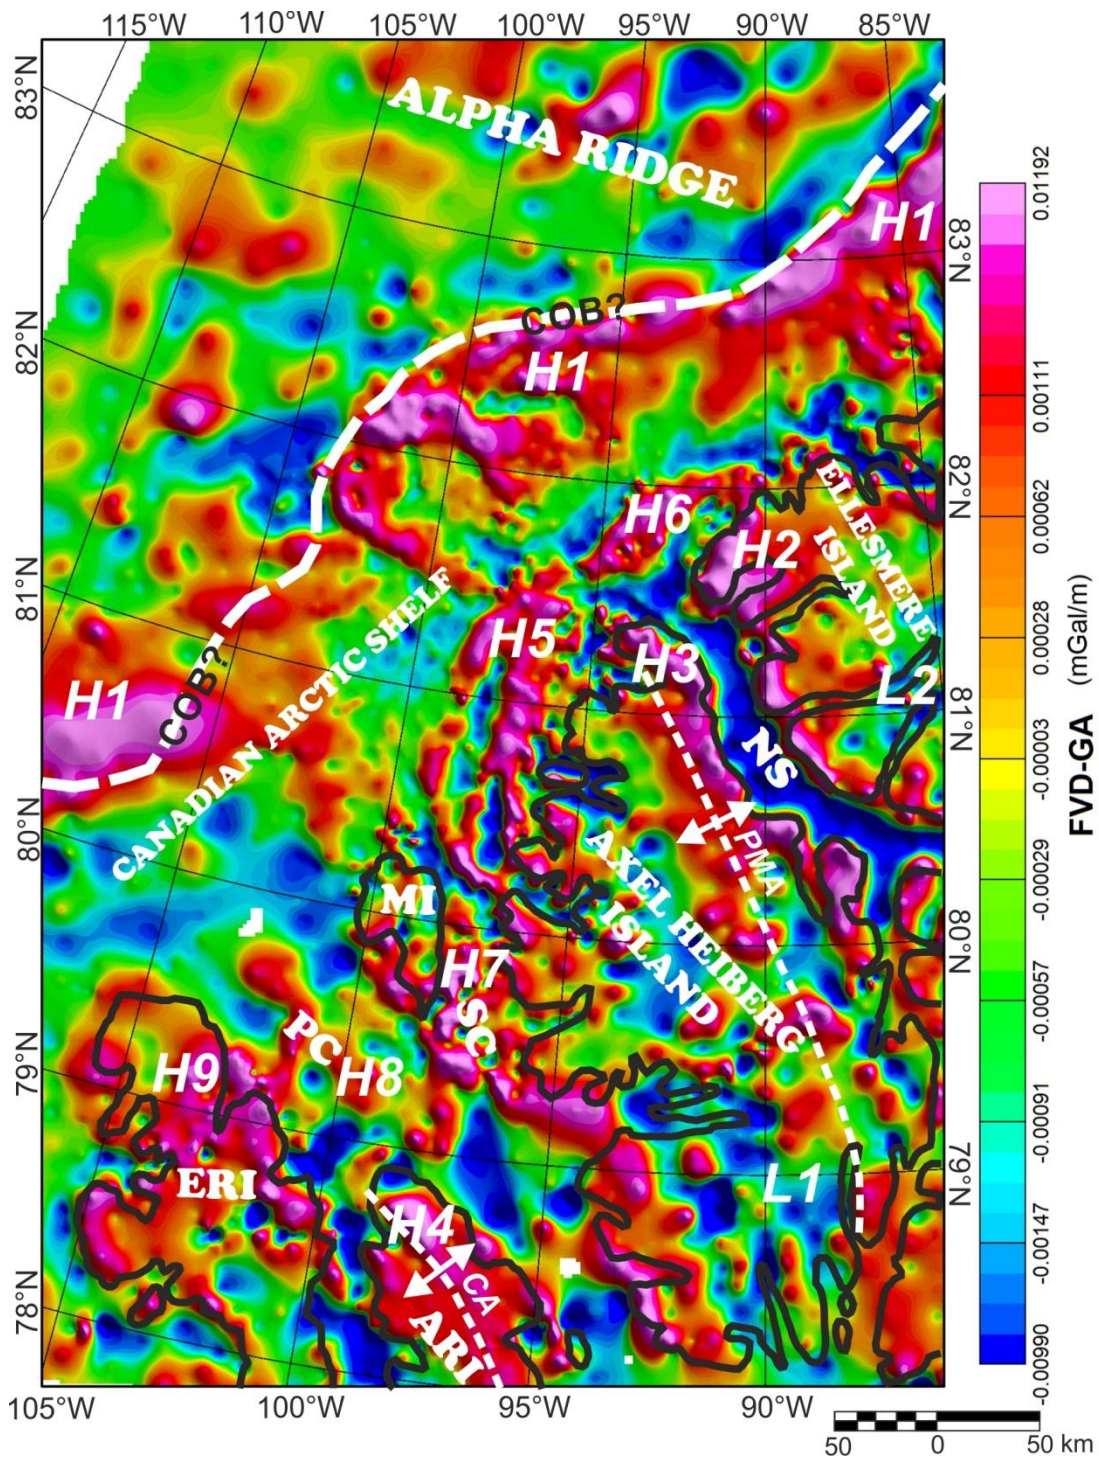 115°W 110°W 105°W 100°W 95°W 90°W 85°W
83°N
82°N
81°N
80°N
79°N
78°N
ALPHA RIDGE
H1
83°N
COB?
H1
82°N
H6
H2
ELLESMERE
ISLAND
CANADIAN ARCTIC SHELF
H5
H3
L2
H1
COB?
81°N
NS
PMA
AXEL HEIBERG
ISLAND
MI
80°N
H7
SC
PC
H8
H9
ERI
L1
79°N
H4
CA
ARI
105°W 100°W 95°W 90°W
0.01192
0.00111
0.00062
0.00028
-0.00003
-0.00029
-0.00057
-0.00091
-0.00147
-0.00990
FVD-GA (mGal/m)
50 0 50 km